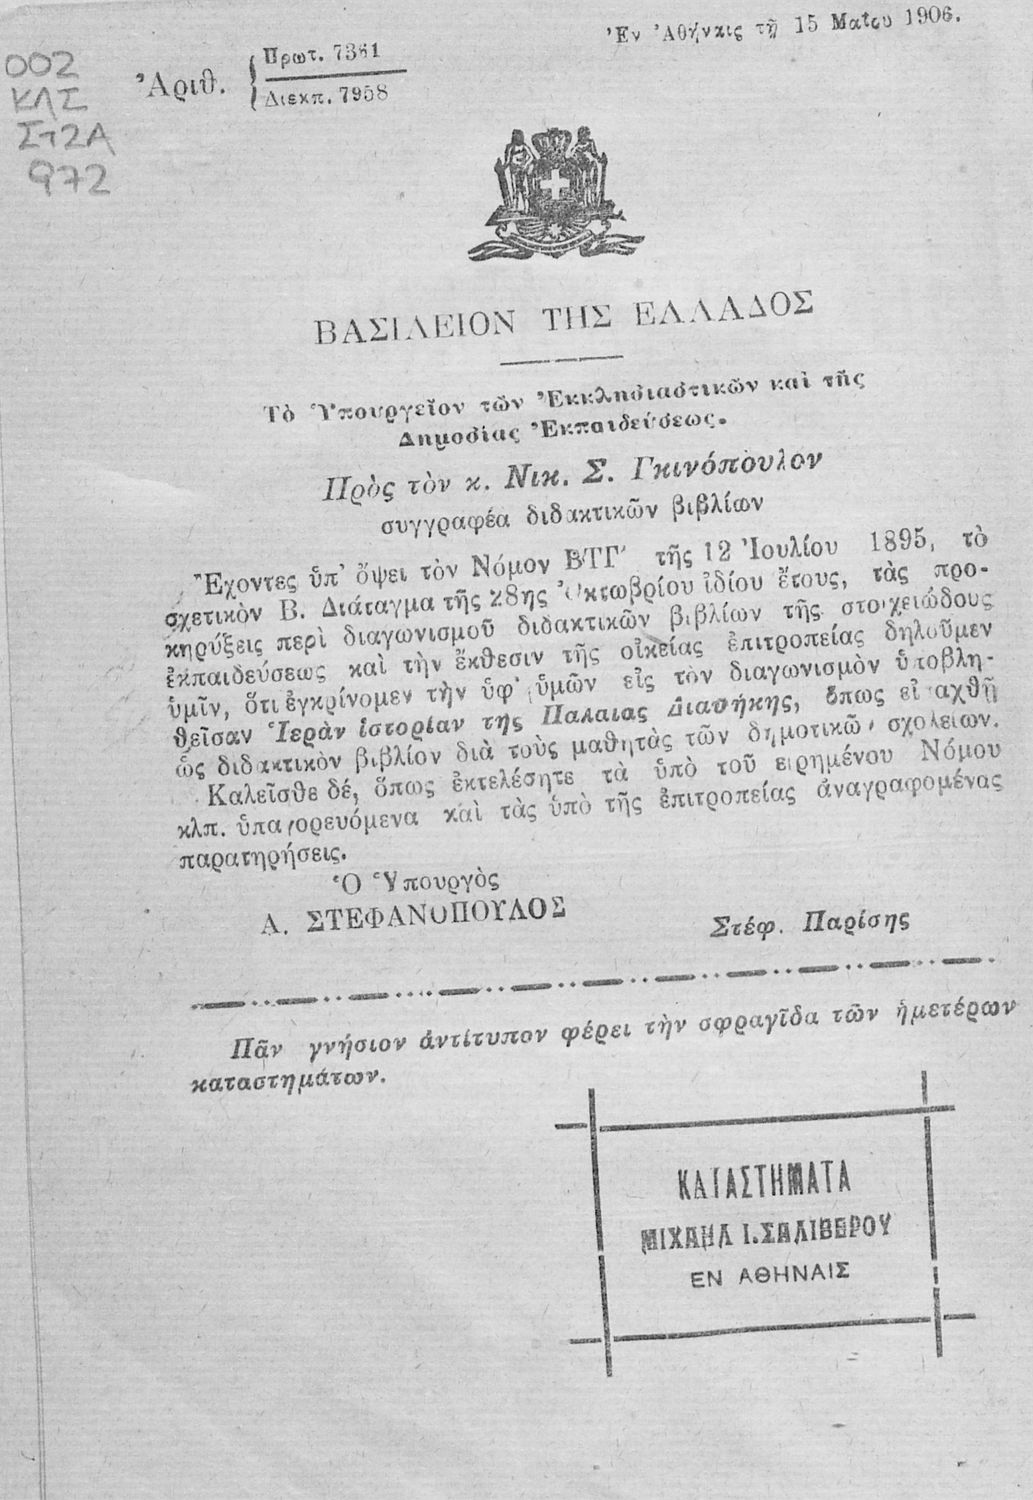 Ἐν Ἀθήναις τῇ 15 Μαΐου 1906.
002
ΚΛΣ
ΣΤ2Α
972
Ἀριθ. { Πρωτ. 7361
Διεκπ. 7958
ΒΑΣΙΛΕΙΟΝ ΤΗΣ ΕΛΛΑΔΟΣ
Τὸ Ὑπουργεῖον τῶν Ἐκκλησιαστικῶν καὶ τῆς
Δημοσίας Ἐκπαιδεύσεως.
Πρὸς τὸν κ. Νικ. Σ. Γκινόπουλον
συγγραφέα διδακτικῶν βιβλίων
Ἔχοντες ὑπ' ὄψει τὸν Νόμον ΒΤΓ' τῆς 12 Ἰουλίου 1895, τὸ
σχετικὸν Β. Διάταγμα τῆς 28ης Ὀκτωβρίου ἰδίου ἔτους, τὰς προ-
κηρύξεις περὶ διαγωνισμοῦ διδακτικῶν βιβλίων τῆς στοιχειώδους
ἐκπαιδεύσεως καὶ τὴν ἔκθεσιν τῆς οἰκείας ἐπιτροπείας δηλοῦμεν
ὑμῖν, ὅτι ἐγκρίνομεν τὴν ὑφ' ὑμῶν εἰς τὸν διαγωνισμὸν ὑποβλη-
θεῖσαν Ἱερὰν ἱστορίαν τῆς Παλαιᾶς Διαθήκης, ὅπως εἰσαχθῇ
ὡς διδακτικὸν βιβλίον διὰ τοὺς μαθητὰς τῶν δημοτικῶν σχολείων.
Καλεῖσθε δέ, ὅπως ἐκτελέσητε τὰ ὑπὸ τοῦ εἰρημένου Νόμου
κλπ. ὑπαγορευόμενα καὶ τὰς ὑπὸ τῆς ἐπιτροπείας ἀναγραφομένας
παρατηρήσεις.
Ὁ Ὑπουργὸς
Α. ΣΤΕΦΑΝΟΠΟΥΛΟΣ
Στέφ. Παρίσης
Πᾶν γνήσιον ἀντίτυπον φέρει τὴν σφραγῖδα τῶν ἡμετέρων
καταστημάτων.
ΚΑΤΑΣΤΗΜΑΤΑ
ΜΙΧΑΗΛ Ι. ΣΑΛΙΒΕΡΟΥ
ΕΝ ΑΘΗΝΑΙΣ